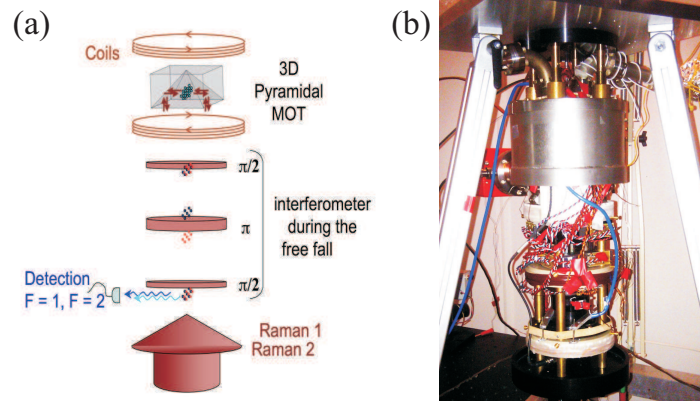 (a)
(b)
Coils
3D
Pyramidal
MOT
π/2
π
π/2
interferometer
during the
free fall
Detection
F = 1, F = 2
Raman 1
Raman 2